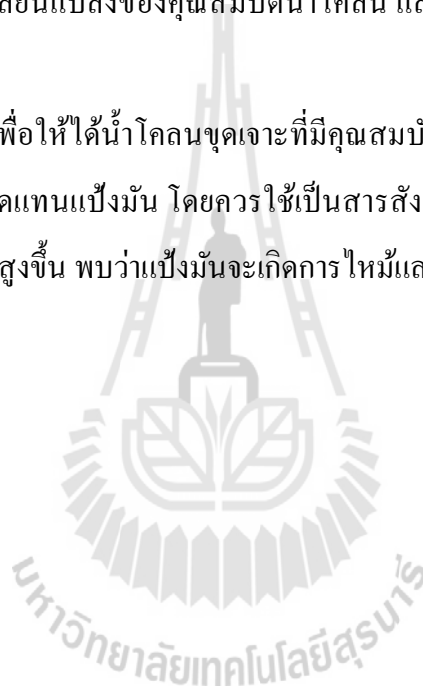 ลี่ยนแปลงของคุณสมบัติน้ำโคลน แล
พื่อให้ได้น้ำโคลนขุดเจาะที่มีคุณสมบั
ดแทนแป้งมัน โดยควรใช้เป็นสารสัง
สูงขึ้น พบว่าแป้งมันจะเกิดการไหม้แล
มหาวิทยาลัยเทคโนโลยีสุรนารี